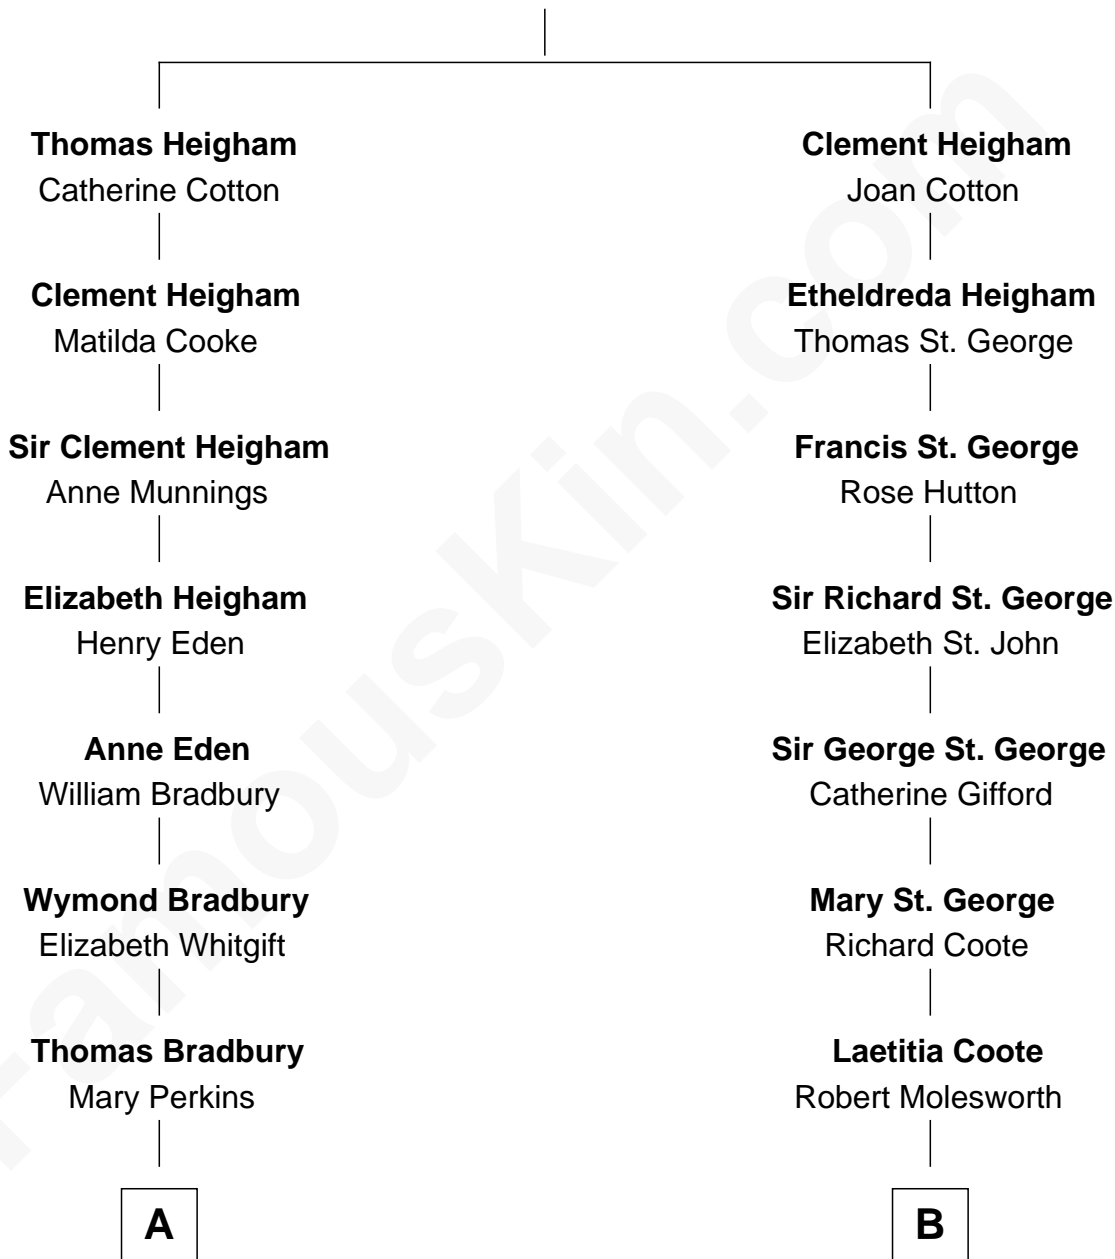 Thomas Heigham
Catherine Cotton
Clement Heigham
Matilda Cooke
Sir Clement Heigham
Anne Munnings
Elizabeth Heigham
Henry Eden
Anne Eden
William Bradbury
Wymond Bradbury
Elizabeth Whitgift
Thomas Bradbury
Mary Perkins
A
Clement Heigham
Joan Cotton
Etheldreda Heigham
Thomas St. George
Francis St. George
Rose Hutton
Sir Richard St. George
Elizabeth St. John
Sir George St. George
Catherine Gifford
Mary St. George
Richard Coote
Laetitia Coote
Robert Molesworth
B
FamousKin.com